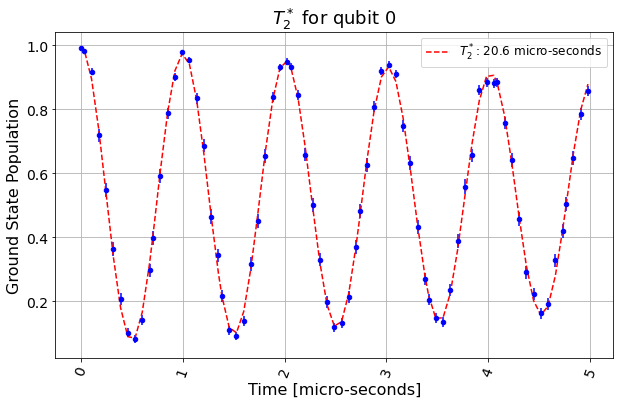 T₂* for qubit 0
T₂*: 20.6 micro-seconds
Ground State Population
1.0
0.8
0.6
0.4
0.2
0 1 2 3 4 5
Time [micro-seconds]